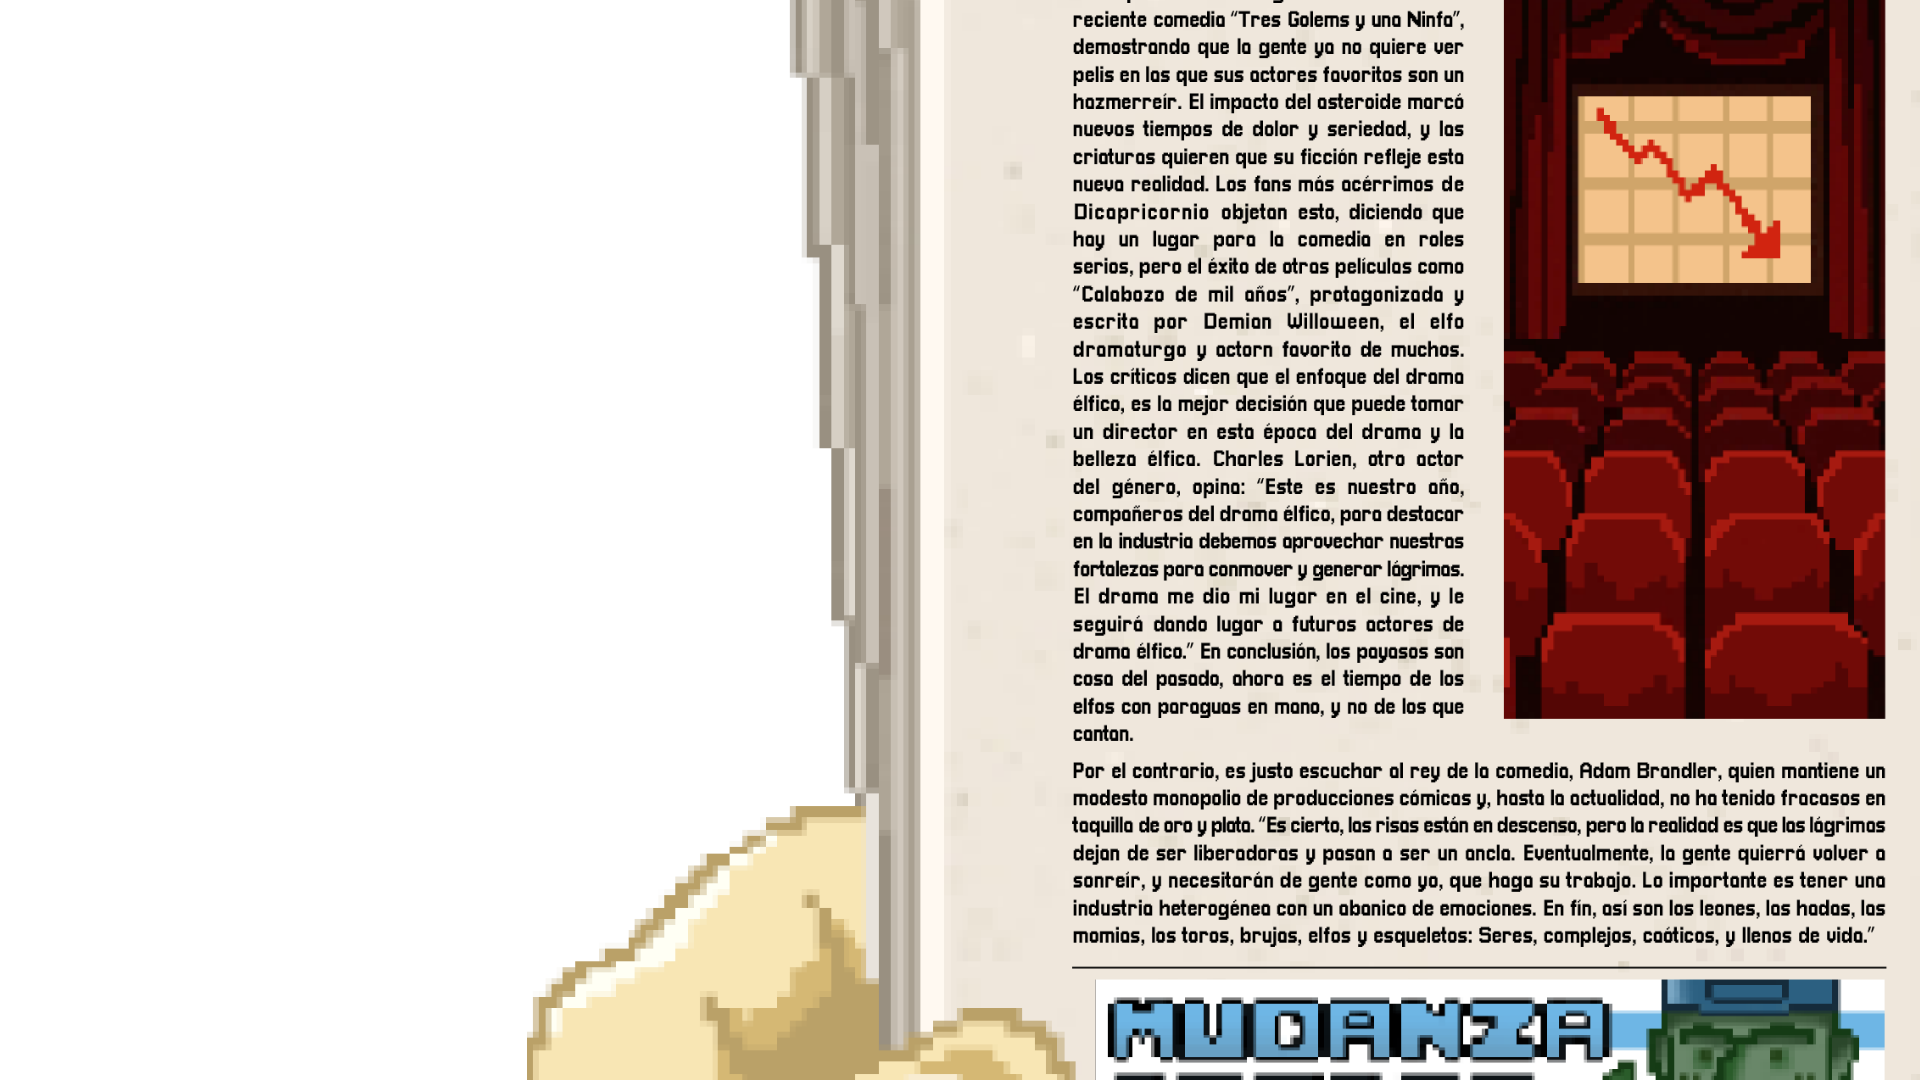 reciente comedia “Tres Golems y una Ninfa”,
demostrando que la gente ya no quiere ver
pelis en las que sus actores favoritos son un
hazmerreír. El impacto del asteroide marcó
nuevos tiempos de dolor y seriedad, y las
criaturas quieren que su ficción refleje esta
nueva realidad. Los fans más acérrimos de
Dicapricornio objetan esto, diciendo que
hay un lugar para la comedia en roles
serios, pero el éxito de otras películas como
“Calabozo de mil años”, protagonizada y
escrita por Demian Willoween, el elfo
dramaturgo y actorn favorito de muchos.
Los críticos dicen que el enfoque del drama
élfico, es la mejor decisión que puede tomar
un director en esta época del drama y la
belleza élfica. Charles Lorien, otro actor
del género, opina: “Este es nuestro año,
compañeros del drama élfico, para destacar
en la industria debemos aprovechar nuestras
fortalezas para conmover y generar lágrimas.
El drama me dio mi lugar en el cine, y le
seguirá dando lugar a futuros actores de
drama élfico.” En conclusión, los payasos son
cosa del pasado, ahora es el tiempo de los
elfos con paraguas en mano, y no de los que
cantan.
Por el contrario, es justo escuchar al rey de la comedia, Adam Brandler, quien mantiene un
modesto monopolio de producciones cómicas y, hasta la actualidad, no ha tenido fracasos en
taquilla de oro y plata. “Es cierto, las risas están en descenso, pero la realidad es que las lágrimas
dejan de ser liberadoras y pasan a ser un ancla. Eventualmente, la gente querrá volver a
sonreír, y necesitarán de gente como yo, que haga su trabajo. Lo importante es tener una
industria heterogénea con un abanico de emociones. En fín, así son los leones, las hadas, las
momias, los toros, brujas, elfos y esqueletos: Seres, complejos, caóticos, y llenos de vida.”
MUDANZA